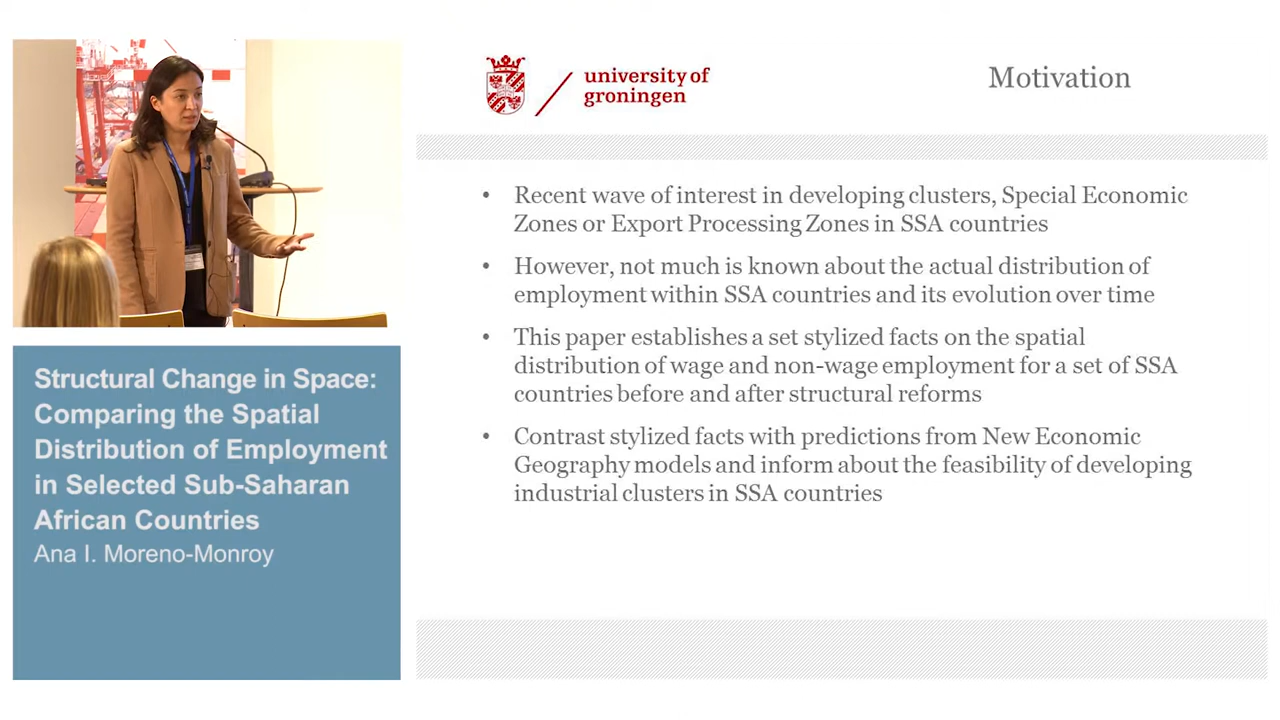 university of
groningen
Motivation
• Recent wave of interest in developing clusters, Special Economic
Zones or Export Processing Zones in SSA countries
• However, not much is known about the actual distribution of
employment within SSA countries and its evolution over time
• This paper establishes a set stylized facts on the spatial
distribution of wage and non-wage employment for a set of SSA
countries before and after structural reforms
• Contrast stylized facts with predictions from New Economic
Geography models and inform about the feasibility of developing
industrial clusters in SSA countries
Structural Change in Space:
Comparing the Spatial
Distribution of Employment
in Selected Sub-Saharan
African Countries
Ana I. Moreno-Monroy